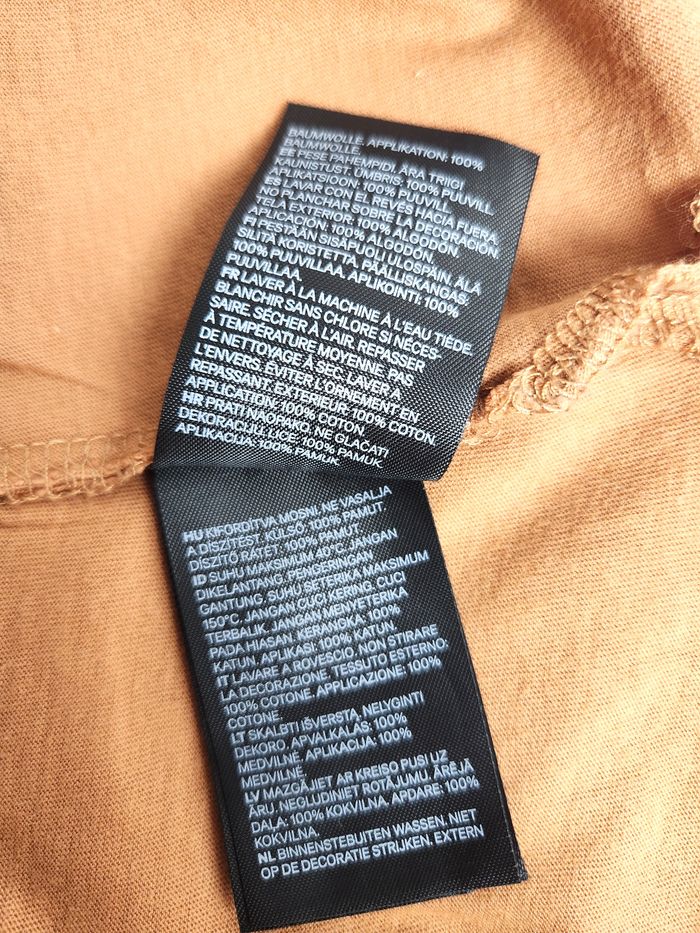 BAUMWOLLE. APPLIKATION: 100%
BAUMWOLLE.
EE PESE PAHEMPIDI, ÄRA TRIIGI
KAUNISTUST. ÜMBRIS: 100% PUUVILL.
APLIKATSIOON: 100% PUUVILL.
ES LAVAR CON EL REVÉS HACIA FUERA.
NO PLANCHAR SOBRE LA DECORACIÓN.
TELA EXTERIOR: 100% ALGODÓN.
APLICACIÓN: 100% ALGODÓN.
FI PESTÄÄN SISÄPUOLI ULOSPÄIN. ÄLÄ
SILITÄ KORISTETTA. PÄÄLLISKANGAS:
100% PUUVILLAA. APLIKOINTI: 100%
PUUVILLAA.
FR LAVER À LA MACHINE À L'EAU TIÈDE.
BLANCHIR SANS CHLORE SI NÉCES-
SAIRE. SÉCHER À L'AIR. REPASSER
À TEMPÉRATURE MOYENNE. PAS
DE NETTOYAGE À SEC. LAVER À
L'ENVERS. ÉVITER L'ORNEMENT EN
REPASSANT. EXTÉRIEUR: 100% COTON.
APPLICATION: 100% COTON.
HR PRATI NAOPAKO. NE GLAČATI
DEKORACIJU. LICE: 100% PAMUK.
APLIKACIJA: 100% PAMUK.
HU KIFORDÍTVA MOSNI. NE VASALJA
A DÍSZÍTÉST. KÜLSŐ: 100% PAMUT.
DÍSZÍTŐ RÁTÉT: 100% PAMUT.
ID SUHU MAKSIMUM 40°C. JANGAN
DIKELANTANG. PENGERINGAN
GANTUNG. SUHU SETERIKA MAKSIMUM
150°C. JANGAN CUCI KERING. CUCI
TERBALIK. JANGAN MENYETERIKA
PADA HIASAN. KERANGKA: 100%
KATUN. APLIKASI: 100% KATUN.
IT LAVARE A ROVESCIO. NON STIRARE
LA DECORAZIONE. TESSUTO ESTERNO:
100% COTONE. APPLICAZIONE: 100%
COTONE.
LT SKALBTI IŠVERSTĄ, NELYGINTI
DEKORO. APVALKALAS: 100%
MEDVILNĖ. APLIKACIJA: 100%
MEDVILNĖ.
LV MAZGĀJIET AR KREISO PUSI UZ
ĀRU. NEGLUDINIET ROTĀJUMU. ĀRĒJĀ
DAĻA: 100% KOKVILNA. APDARE: 100%
KOKVILNA.
NL BINNENSTEBUITEN WASSEN. NIET
OP DE DECORATIE STRIJKEN. EXTERN